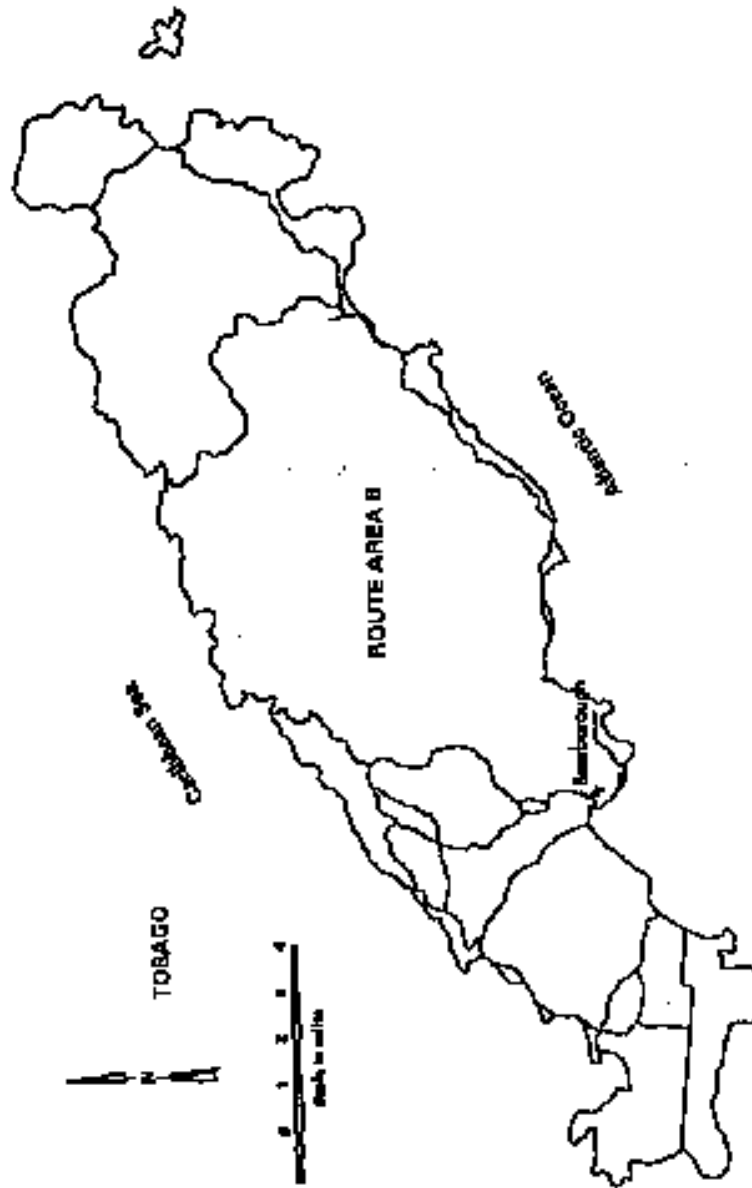 TOBAGO
N
0 1 2 3 4
Scale in miles
Caribbean Sea
ROUTE AREA B
Scarborough
Atlantic Ocean